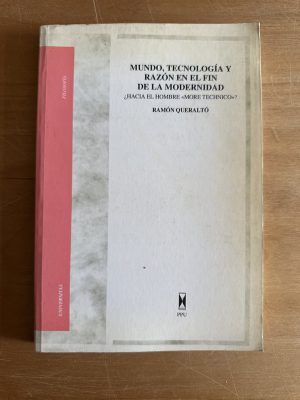 MUNDO, TECNOLOGÍA Y
RAZÓN EN EL FIN
DE LA MODERNIDAD
¿HACIA EL HOMBRE «MORE TECHNICO»?
RAMÓN QUERALTÓ
FILOSOFÍA
UNIVERSITAS
PPU